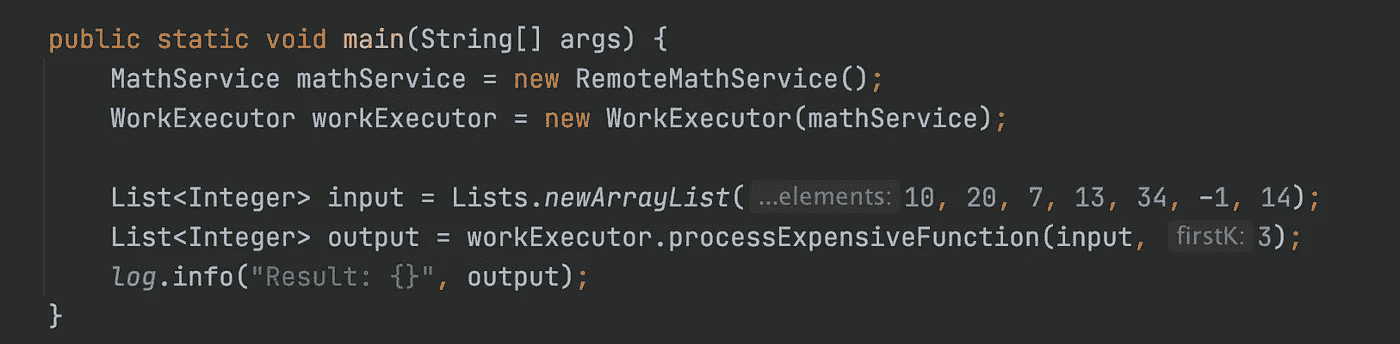 public static void main(String[] args) {
    MathService mathService = new RemoteMathService();
    WorkExecutor workExecutor = new WorkExecutor(mathService);

    List<Integer> input = Lists.newArrayList( ...elements: 10, 20, 7, 13, 34, -1, 14);
    List<Integer> output = workExecutor.processExpensiveFunction(input, firstK: 3);
    log.info("Result: {}", output);
}